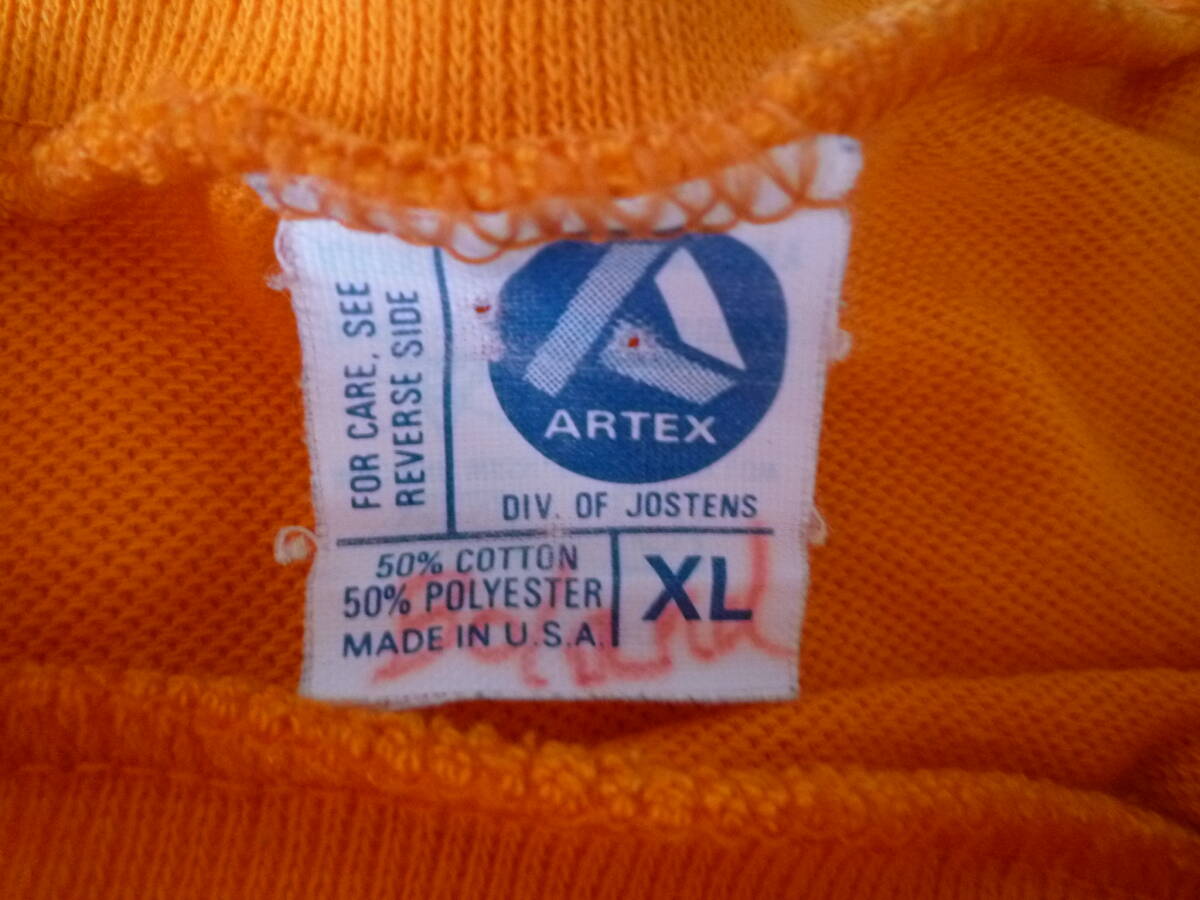 FOR CARE, SEE
REVERSE SIDE
ARTEX
DIV. OF JOSTENS
50% COTTON
50% POLYESTER
MADE IN U.S.A.
XL